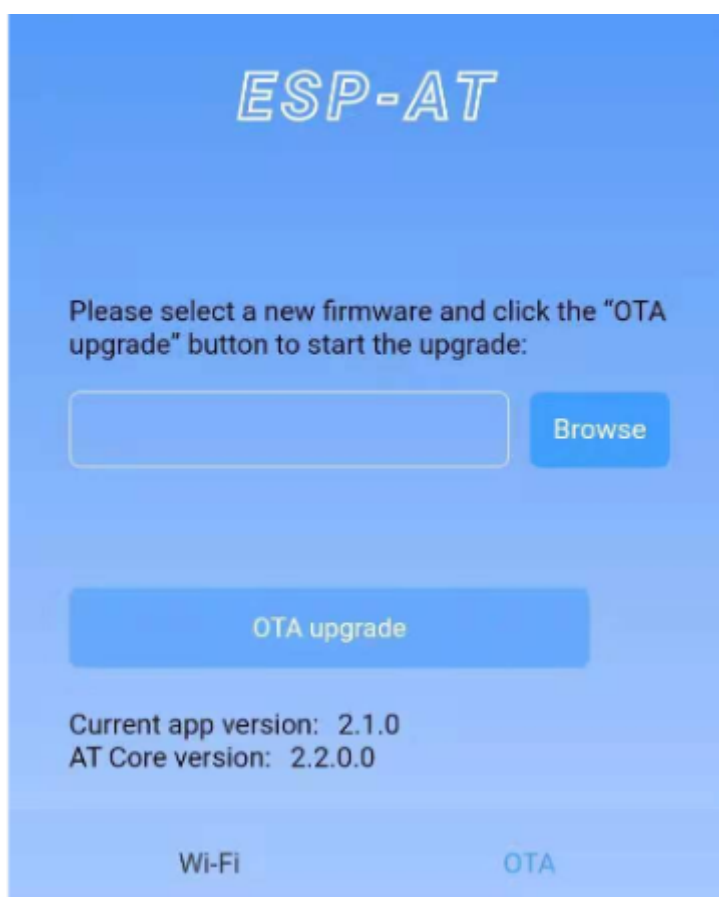 ESP-AT
Please select a new firmware and click the “OTA
upgrade” button to start the upgrade:
Browse
OTA upgrade
Current app version: 2.1.0
AT Core version: 2.2.0.0
Wi-Fi OTA